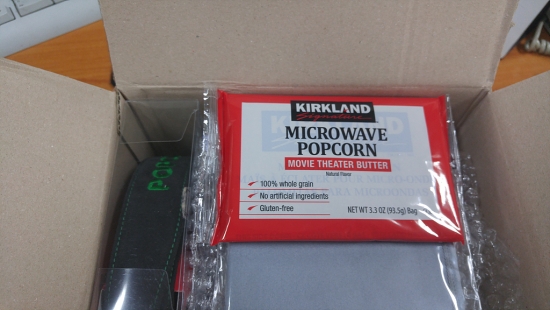 KIRKLAND
Signature
MICROWAVE
POPCORN
MOVIE THEATER BUTTER
Natural Flavor
100% whole grain
No artificial ingredients
Gluten-free
NET WT 3.3 OZ (93.5g) Bag